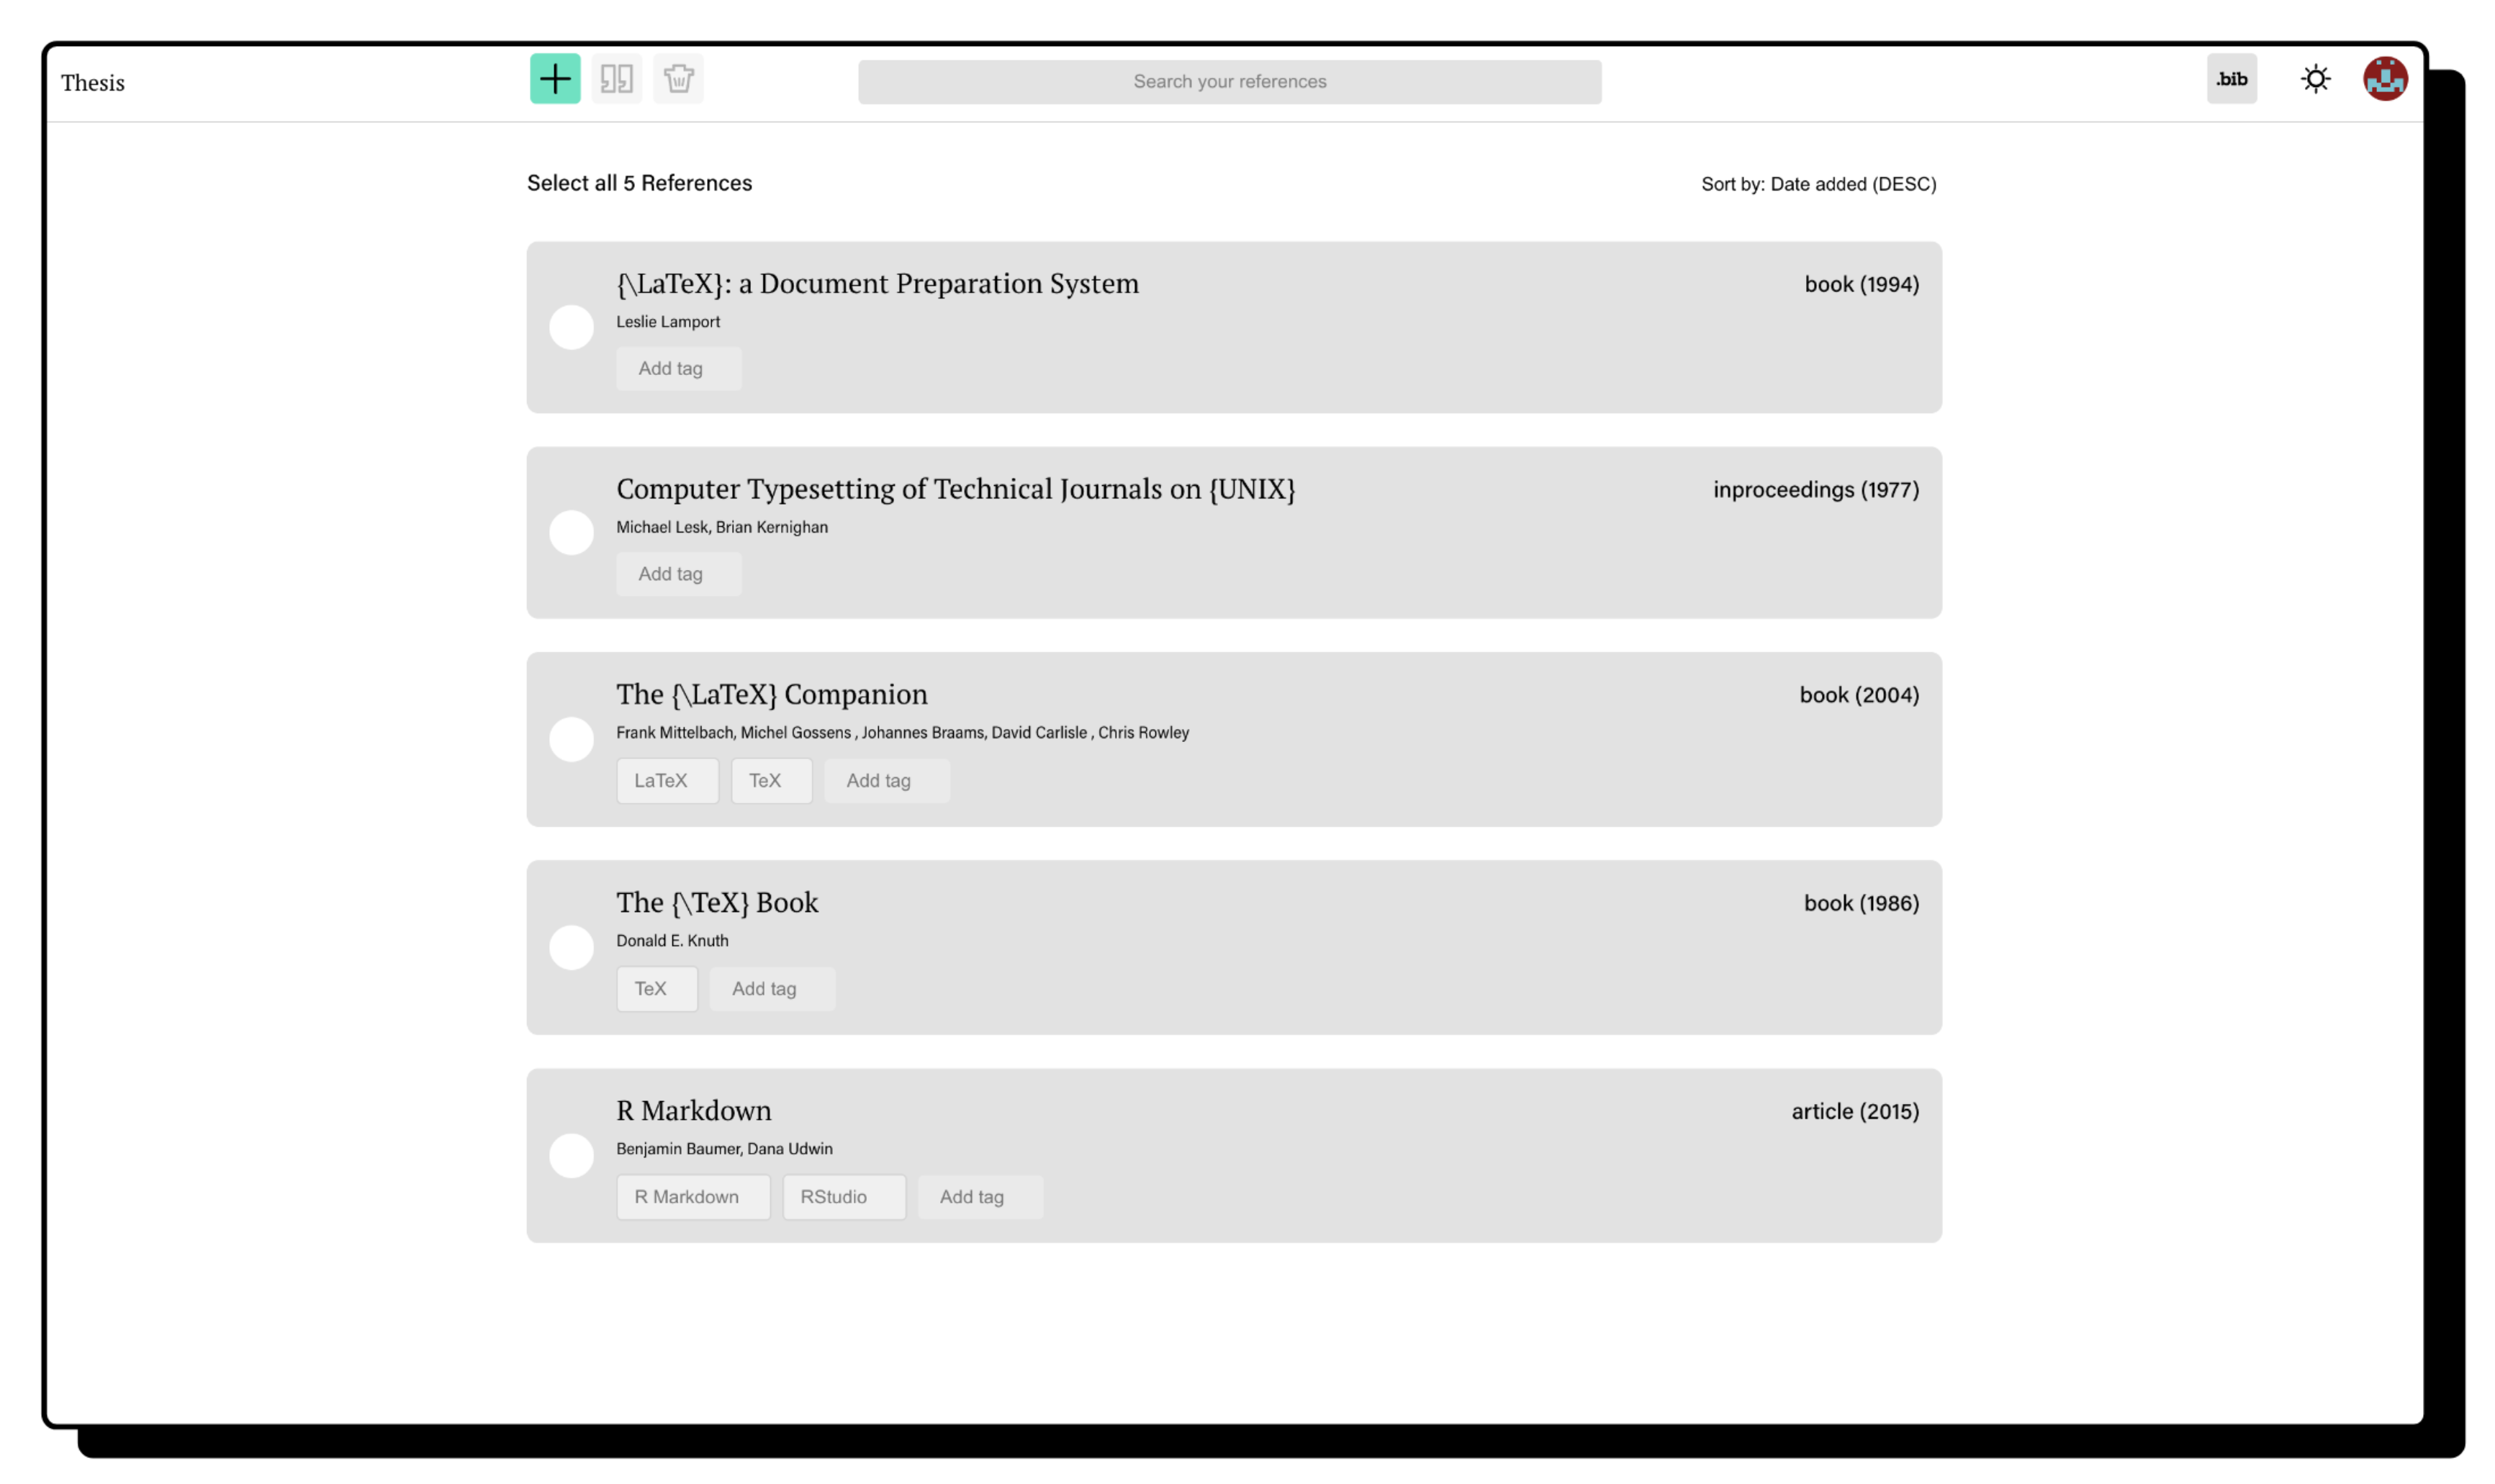 Thesis
Search your references
.bib
Select all 5 References
Sort by: Date added (DESC)
{\LaTeX}: a Document Preparation System
book (1994)
Leslie Lamport
Add tag
Computer Typesetting of Technical Journals on {UNIX}
inproceedings (1977)
Michael Lesk, Brian Kernighan
Add tag
The {\LaTeX} Companion
book (2004)
Frank Mittelbach, Michel Gossens , Johannes Braams, David Carlisle , Chris Rowley
LaTeX TeX Add tag
The {\TeX} Book
book (1986)
Donald E. Knuth
TeX Add tag
R Markdown
article (2015)
Benjamin Baumer, Dana Udwin
R Markdown RStudio Add tag